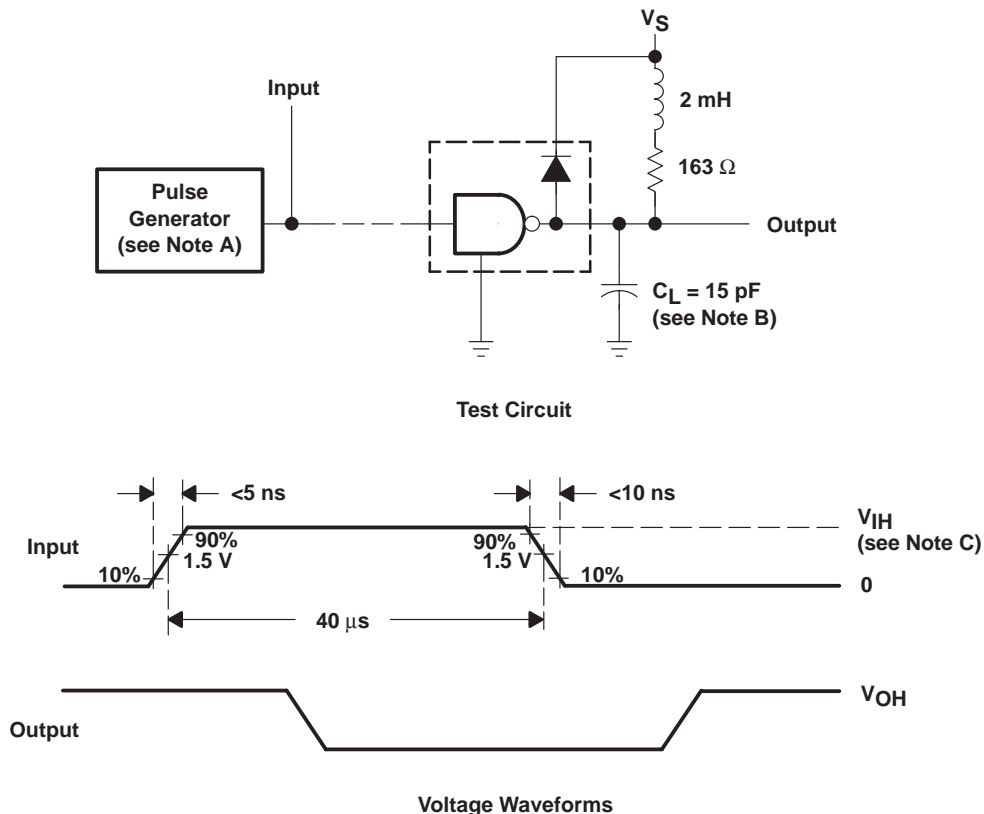 VS
Input
2 mH
163 Ω
Pulse
Generator
(see Note A)
Output
CL = 15 pF
(see Note B)
Test Circuit
<5 ns
<10 ns
Input
90%
1.5 V
10%
90%
1.5 V
10%
VIH
(see Note C)
0
40 μs
Output
VOH
Voltage Waveforms